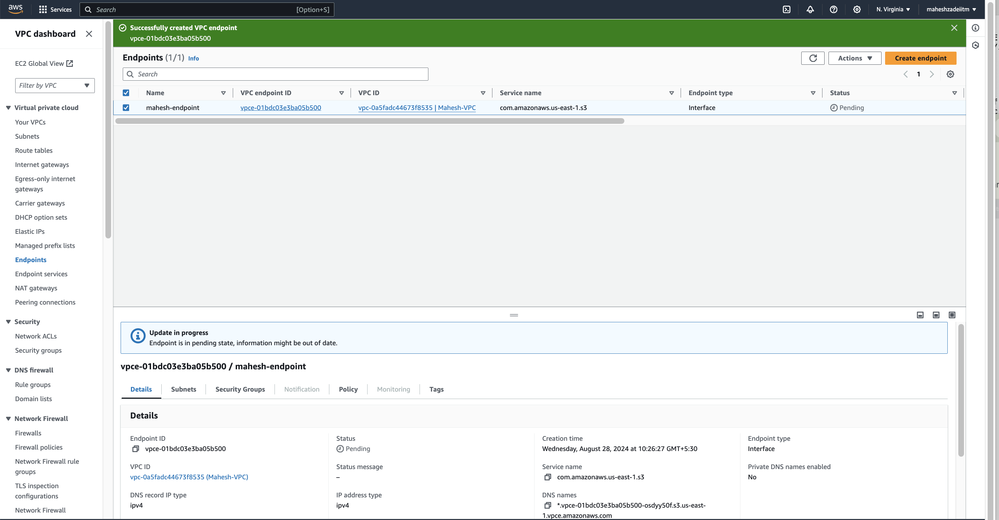 aws
Services
Search
[Option+S]
N. Virginia
maheshzadeiitm
VPC dashboard
EC2 Global View
Filter by VPC
Virtual private cloud
Your VPCs
Subnets
Route tables
Internet gateways
Egress-only internet
gateways
Carrier gateways
DHCP option sets
Elastic IPs
Managed prefix lists
Endpoints
Endpoint services
NAT gateways
Peering connections
Security
Network ACLs
Security groups
DNS firewall
Rule groups
Domain lists
Network Firewall
Firewalls
Firewall policies
Network Firewall rule
groups
TLS inspection
configurations
Network Firewall
Successfully created VPC endpoint
vpce-01bdc03e3ba05b500
Endpoints (1/1) Info
Actions
Create endpoint
Search
1
Name VPC endpoint ID VPC ID Service name Endpoint type Status
mahesh-endpoint vpce-01bdc03e3ba05b500 vpc-0a5fadc44673f8535 | Mahesh-VPC com.amazonaws.us-east-1.s3 Interface Pending
Update in progress
Endpoint is in pending state, information might be out of date.
vpce-01bdc03e3ba05b500 / mahesh-endpoint
Details Subnets Security Groups Notification Policy Monitoring Tags
Details
Endpoint ID
vpce-01bdc03e3ba05b500
VPC ID
vpc-0a5fadc44673f8535 (Mahesh-VPC)
DNS record IP type
ipv4
Status
Pending
Status message
–
IP address type
ipv4
Creation time
Wednesday, August 28, 2024 at 10:26:27 GMT+5:30
Service name
com.amazonaws.us-east-1.s3
DNS names
*.vpce-01bdc03e3ba05b500-osdyy50f.s3.us-east-
1.vpce.amazonaws.com
Endpoint type
Interface
Private DNS names enabled
No